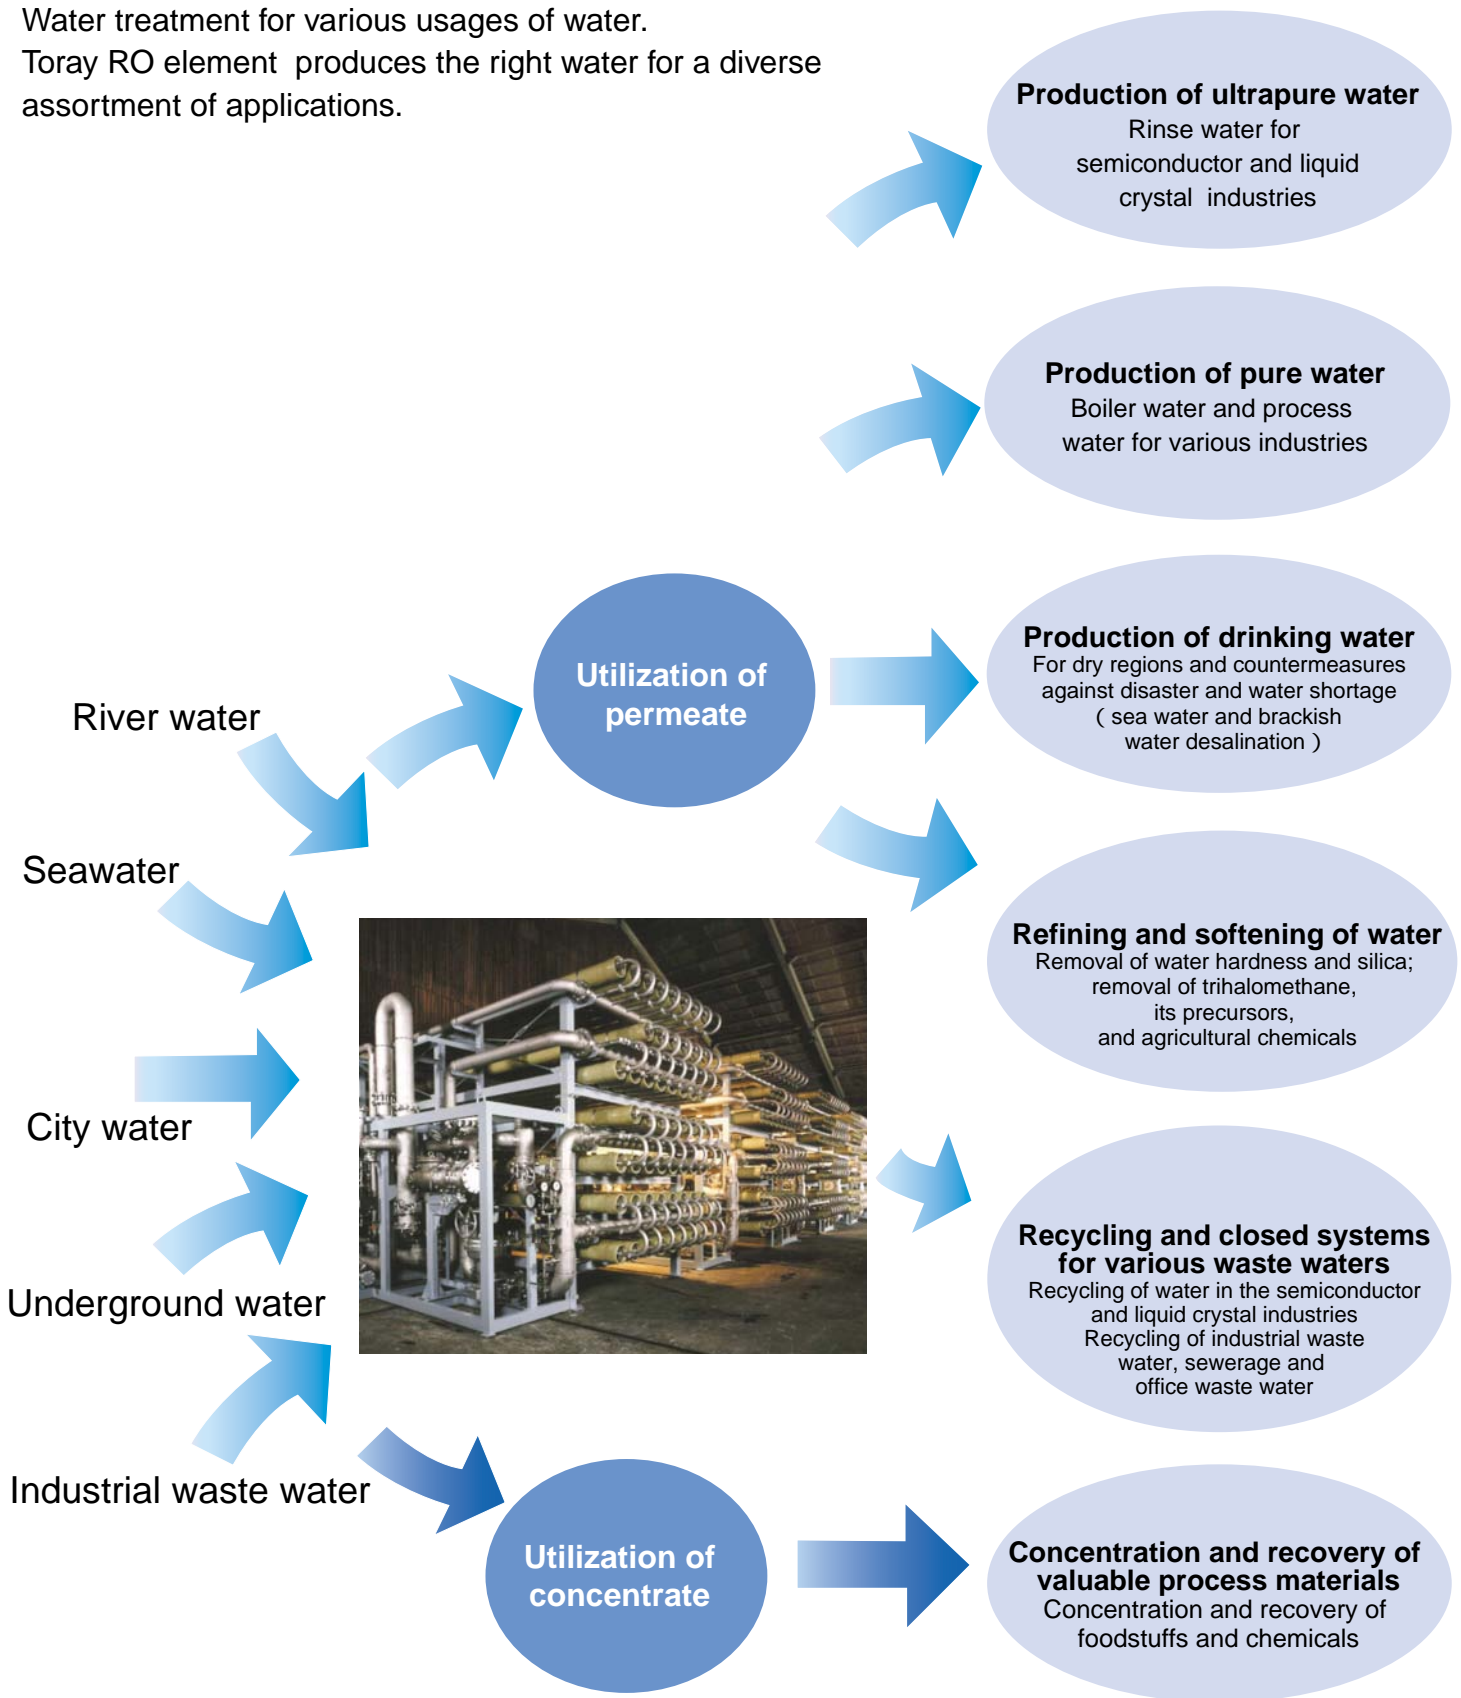 Water treatment for various usages of water.
Toray RO element produces the right water for a diverse
assortment of applications.
Production of ultrapure water
Rinse water for
semiconductor and liquid
crystal industries
Production of pure water
Boiler water and process
water for various industries
Utilization of
permeate
Production of drinking water
For dry regions and countermeasures
against disaster and water shortage
( sea water and brackish
water desalination )
River water
Seawater
Refining and softening of water
Removal of water hardness and silica;
removal of trihalomethane,
its precursors,
and agricultural chemicals
City water
Underground water
Recycling and closed systems
for various waste waters
Recycling of water in the semiconductor
and liquid crystal industries
Recycling of industrial waste
water, sewerage and
office waste water
Industrial waste water
Utilization of
concentrate
Concentration and recovery of
valuable process materials
Concentration and recovery of
foodstuffs and chemicals